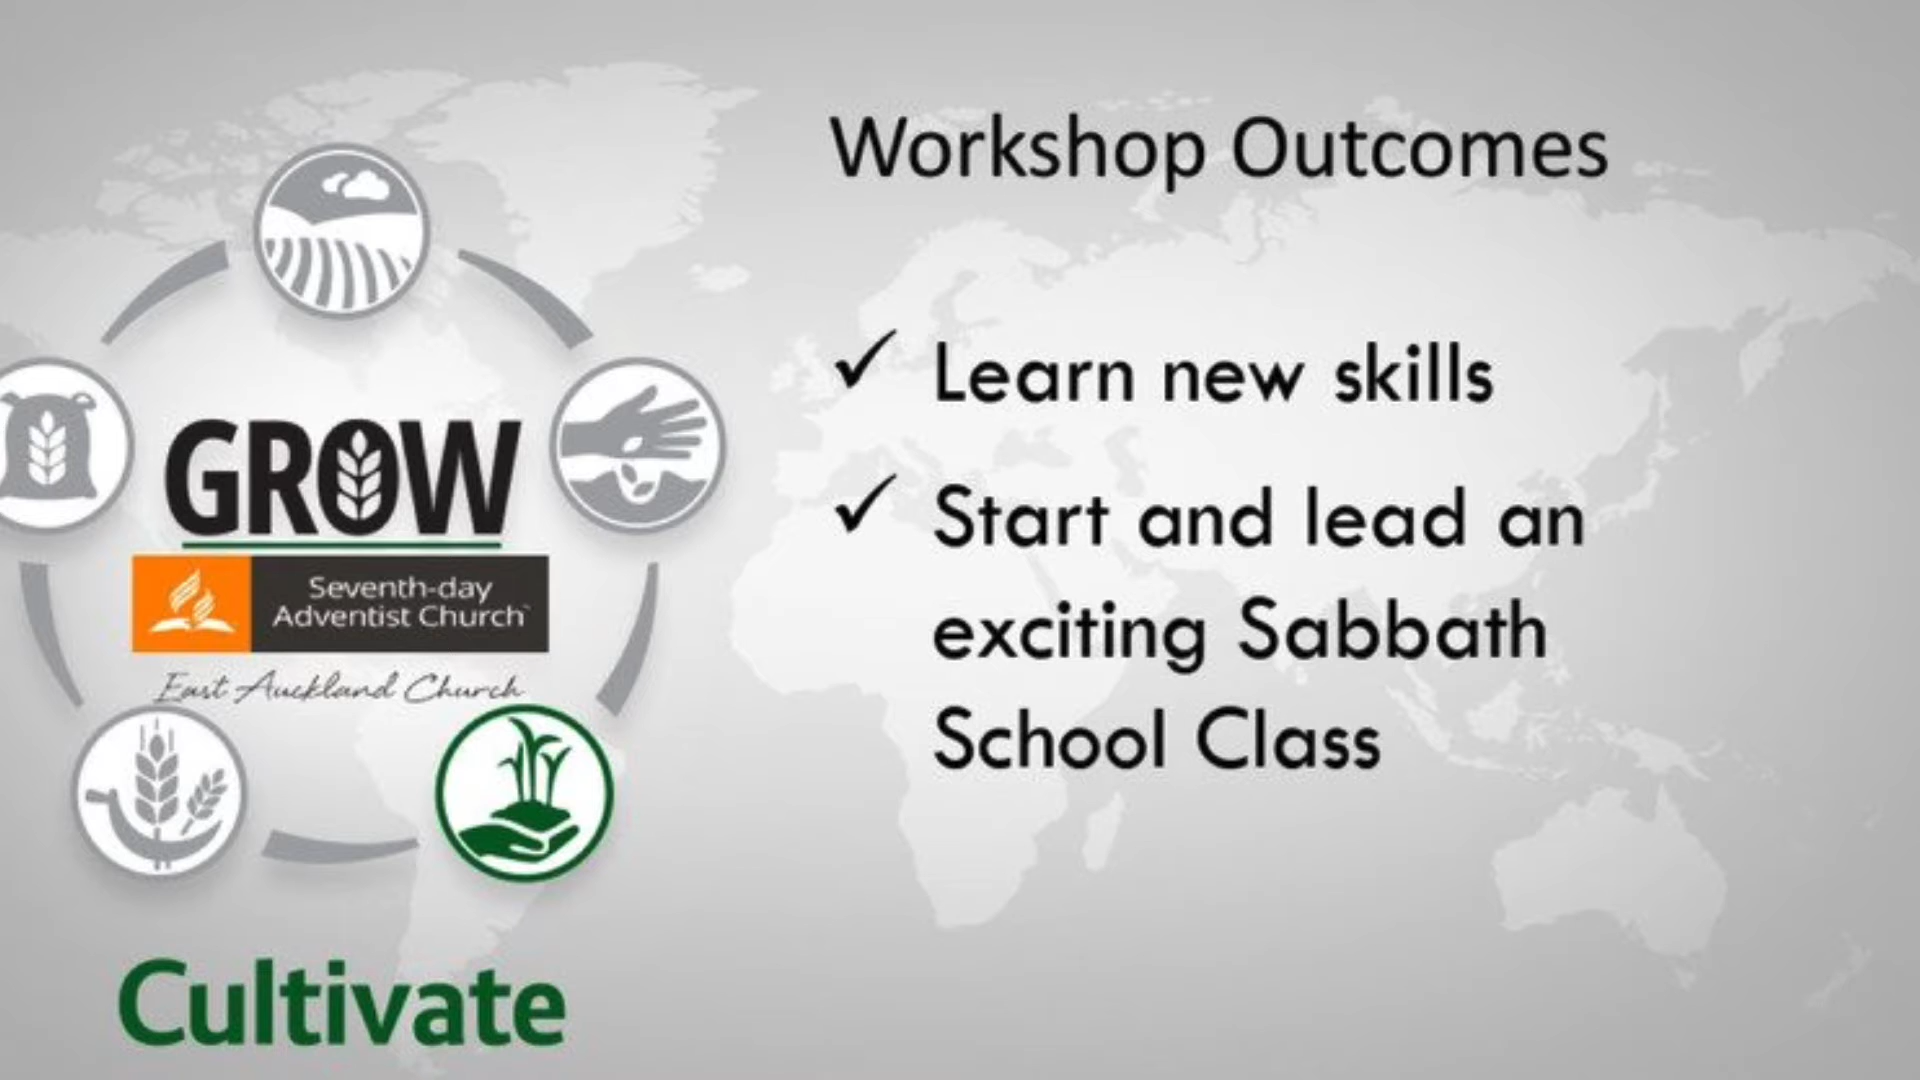 Workshop Outcomes
✓ Learn new skills
✓ Start and lead an
exciting Sabbath
School Class
GROW
Seventh-day
Adventist Church
East Auckland Church
Cultivate